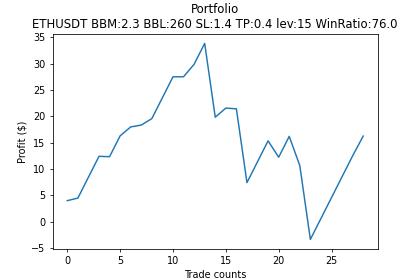 Portfolio
ETHUSDT BBM:2.3 BBL:260 SL:1.4 TP:0.4 lev:15 WinRatio:76.0
35
30
25
20
15
10
5
0
−5
Profit ($)
0 5 10 15 20 25
Trade counts